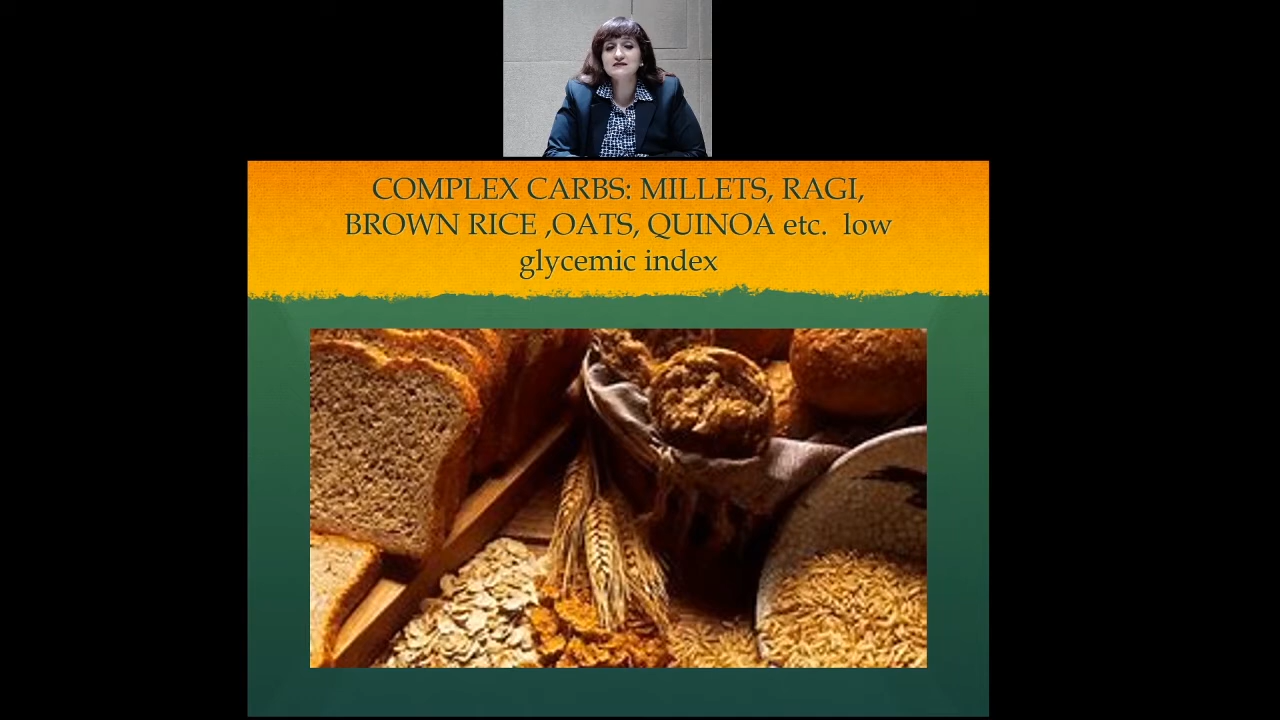 COMPLEX CARBS: MILLETS, RAGI,
BROWN RICE ,OATS, QUINOA etc.  low
glycemic index